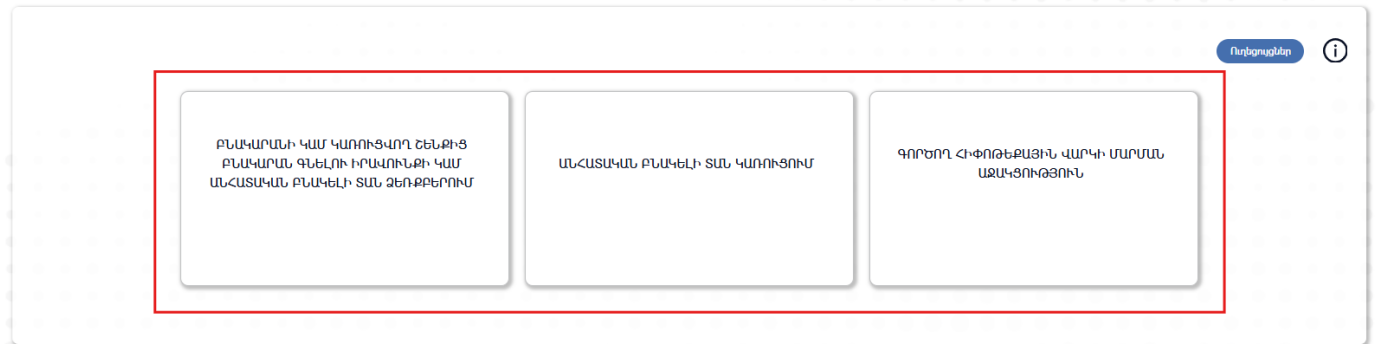 Ուղեցույցներ
ԲՆԱԿԱՐԱՆԻ ԿԱՄ ԿԱՌՈՒՑՎՈՂ ՇԵՆՔԻՑ
ԲՆԱԿԱՐԱՆ ԳՆԵԼՈՒ ԻՐԱՎՈՒՆՔԻ ԿԱՄ
ԱՆՀԱՏԱԿԱՆ ԲՆԱԿԵԼԻ ՏԱՆ ՁԵՌՔԲԵՐՈՒՄ
ԱՆՀԱՏԱԿԱՆ ԲՆԱԿԵԼԻ ՏԱՆ ԿԱՌՈՒՑՈՒՄ
ԳՈՐԾՈՂ ՀԻՓՈԹԵՔԱՅԻՆ ՎԱՐԿԻ ՄԱՐՄԱՆ
ԱՋԱԿՑՈՒԹՅՈՒՆ